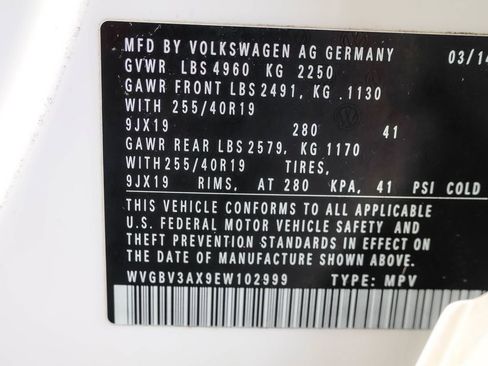 MFD BY VOLKSWAGEN AG GERMANY 03/14
GVWR LBS 4960 KG 2250
GAWR FRONT LBS 2491, KG .1130
WITH 255/40R19
9JX19 280 41
GAWR REAR LBS 2579, KG 1170
WITH 255/40R19 TIRES,
9JX19 RIMS, AT 280 KPA, 41 PSI COLD
THIS VEHICLE CONFORMS TO ALL APPLICABLE
U.S. FEDERAL MOTOR VEHICLE SAFETY AND
THEFT PREVENTION STANDARDS IN EFFECT ON
THE DATE OF MANUFACTURE SHOWN ABOVE
WVGBV3AX9EW102999 TYPE: MPV